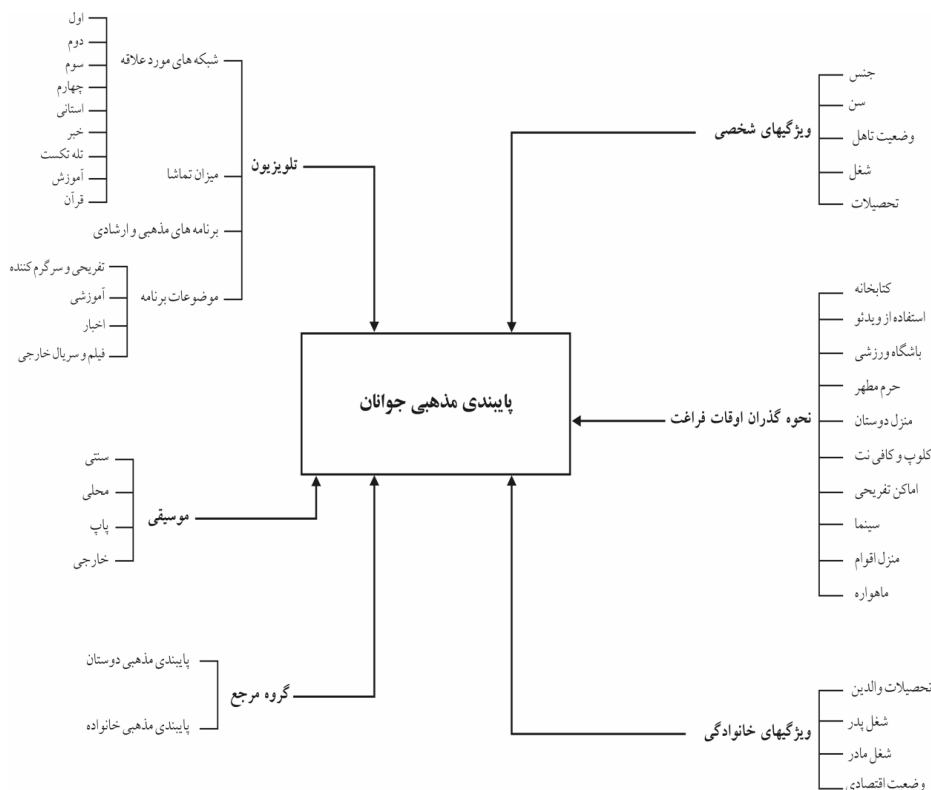 ویژگیهای شخصی
جنس
سن
وضعیت تاهل
شغل
تحصیلات
نحوه گذران اوقات فراغت
کتابخانه
استفاده از ویدئو
باشگاه ورزشی
حرم مطهر
منزل دوستان
کلوپ و کافی نت
اماکن تفریحی
سینما
منزل اقوام
ماهواره
ویژگیهای خانوادگی
تحصیلات والدین
شغل پدر
شغل مادر
وضعیت اقتصادی
پایبندی مذهبی جوانان
تلویزیون
شبکه های مورد علاقه
اول
دوم
سوم
چهارم
استانی
خبر
تله تکست
آموزش
قرآن
میزان تماشا
برنامه های مذهبی و ارشادی
موضوعات برنامه
تفریحی و سرگرم کننده
آموزشی
اخبار
فیلم و سریال خارجی
موسیقی
سنتی
محلی
پاپ
خارجی
گروه مرجع
پایبندی مذهبی دوستان
پایبندی مذهبی خانواده